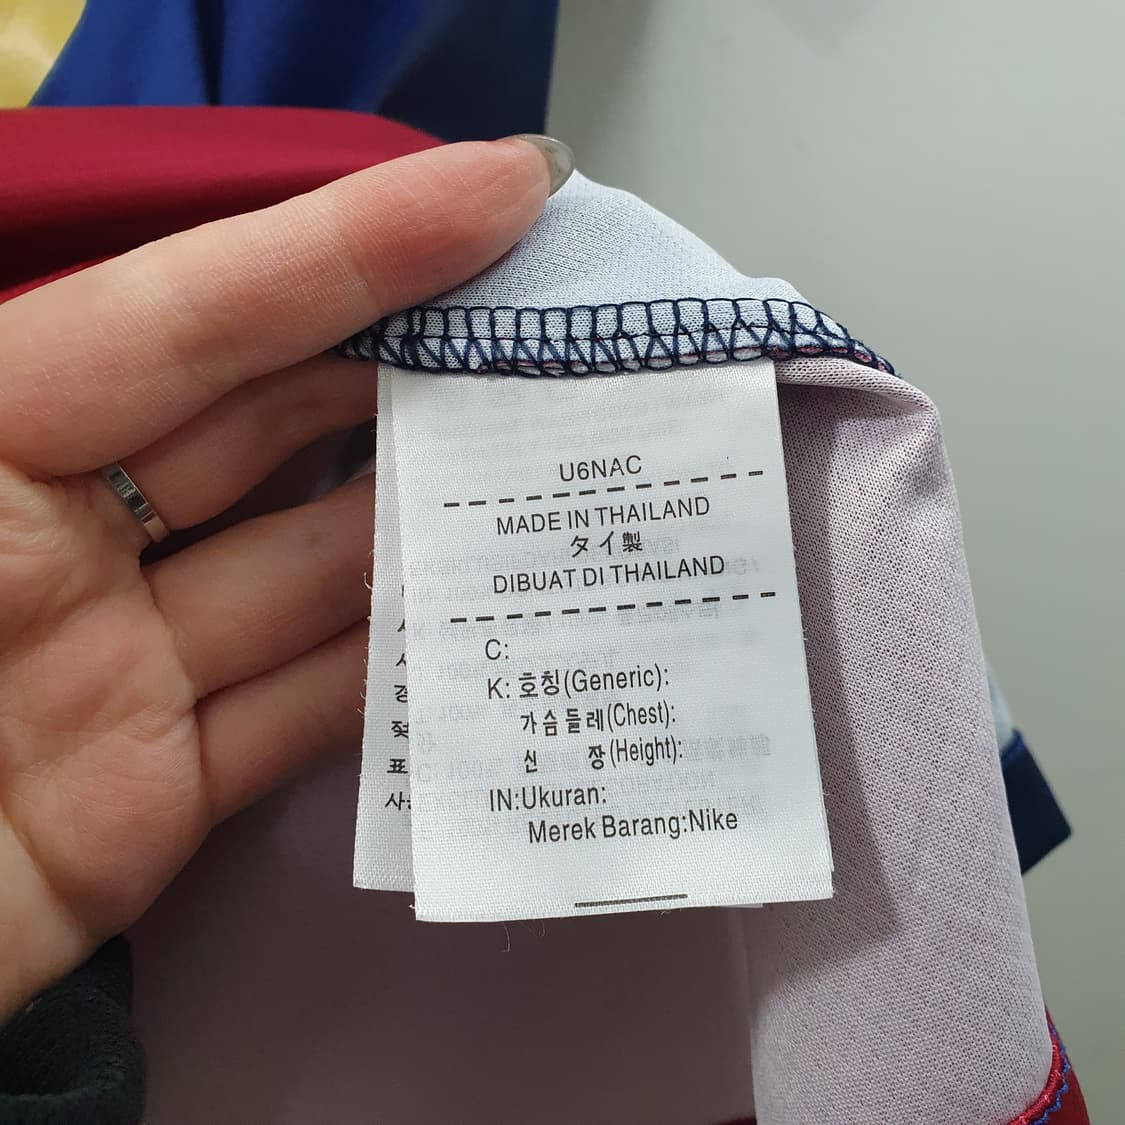 U6NAC
MADE IN THAILAND
タイ製
DIBUAT DI THAILAND
C:
K: 호칭(Generic):
가슴둘레(Chest):
신 장(Height):
IN:Ukuran:
Merek Barang:Nike